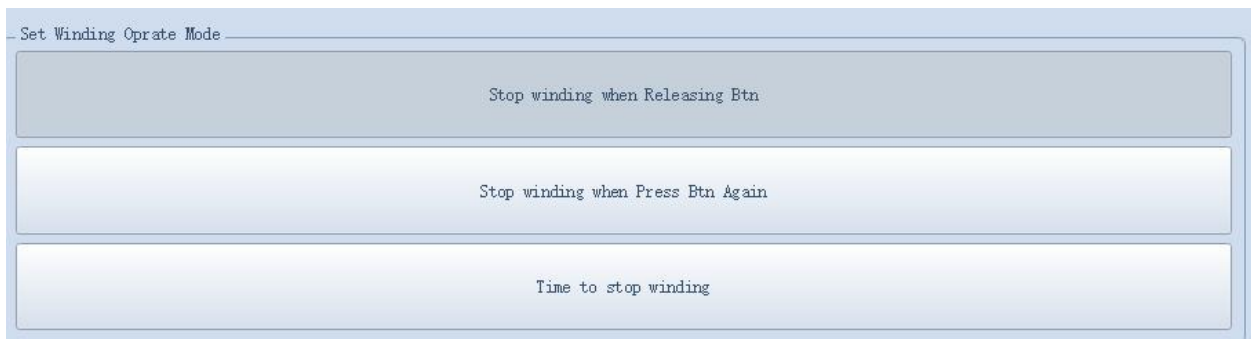 Set Winding Oprate Mode
Stop winding when Releasing Btn
Stop winding when Press Btn Again
Time to stop winding